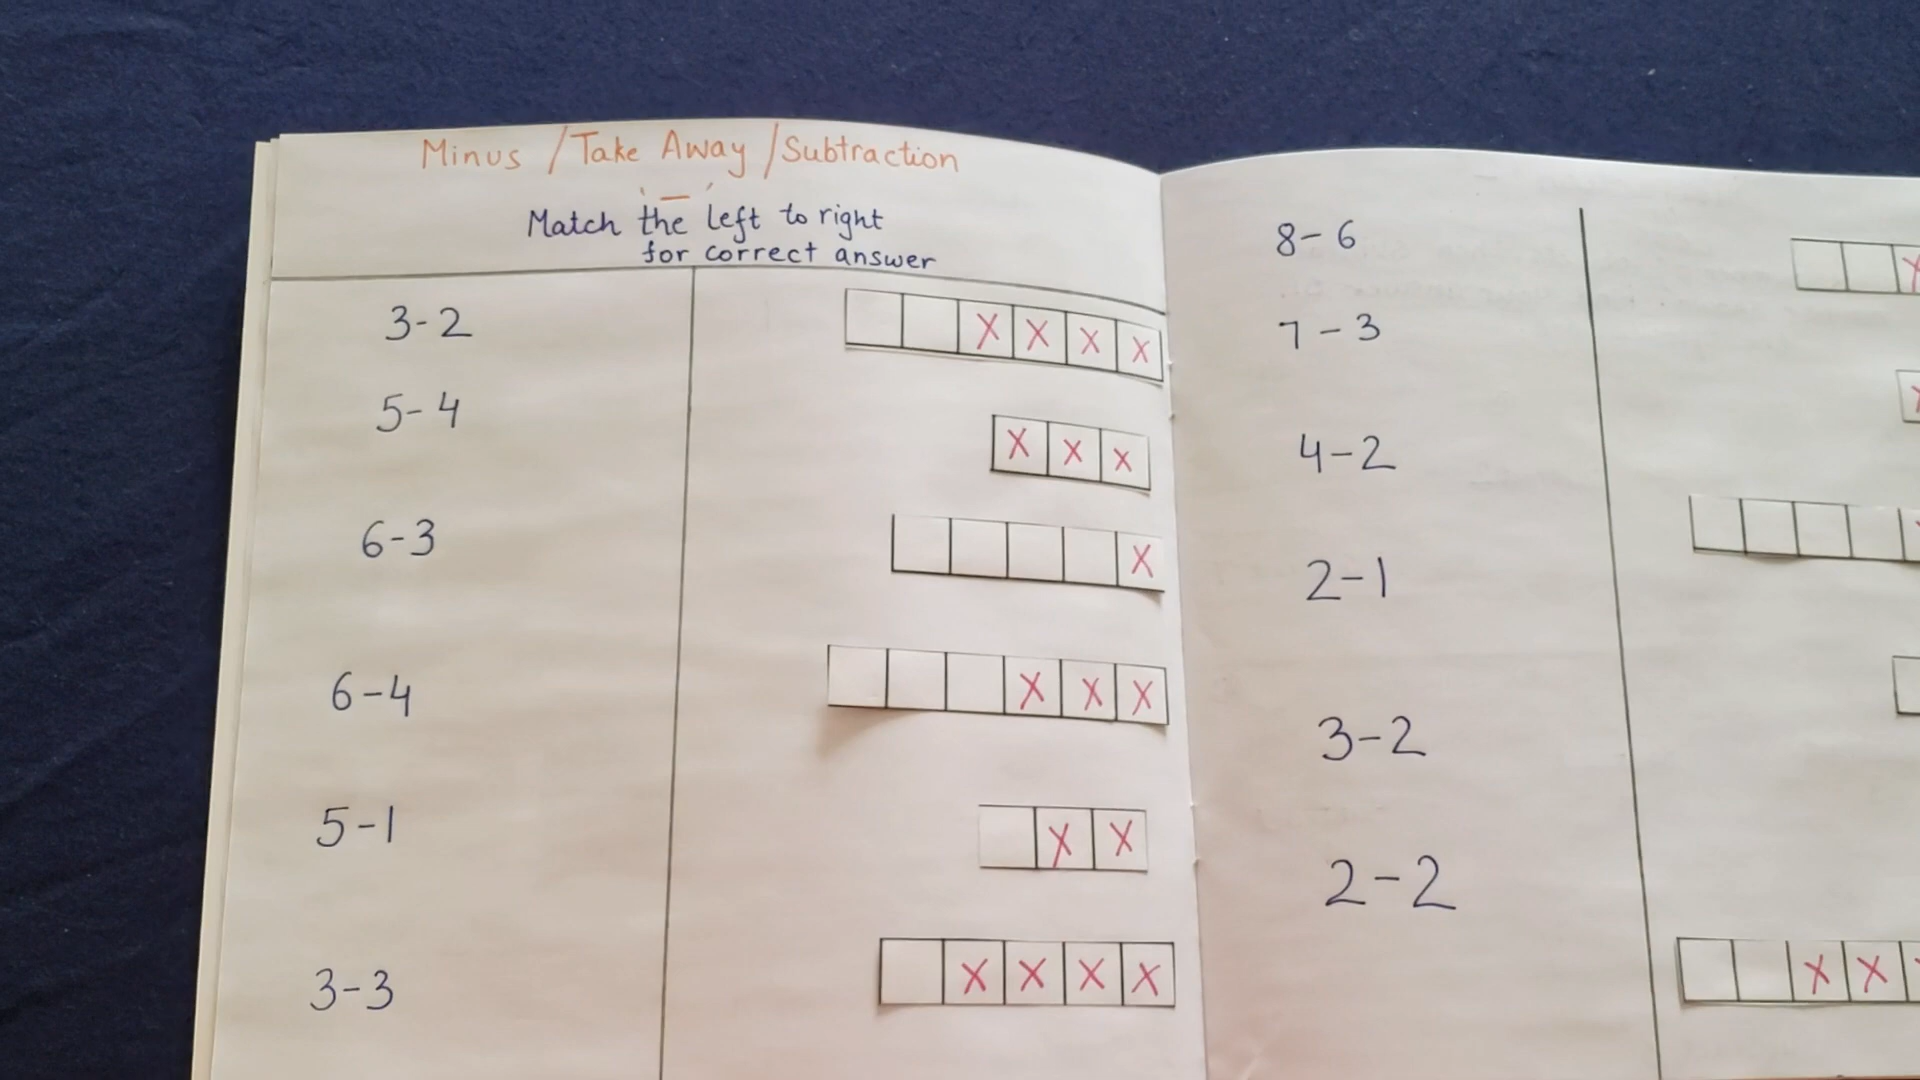 Minus / Take Away / Subtraction
'—'
Match the left to right
for correct answer
3-2
X X X X
5-4
X X X
6-3
X
6-4
X X X
5-1
X X
3-3
X X X X
8-6
X
7-3
4-2
2-1
3-2
2-2
X X